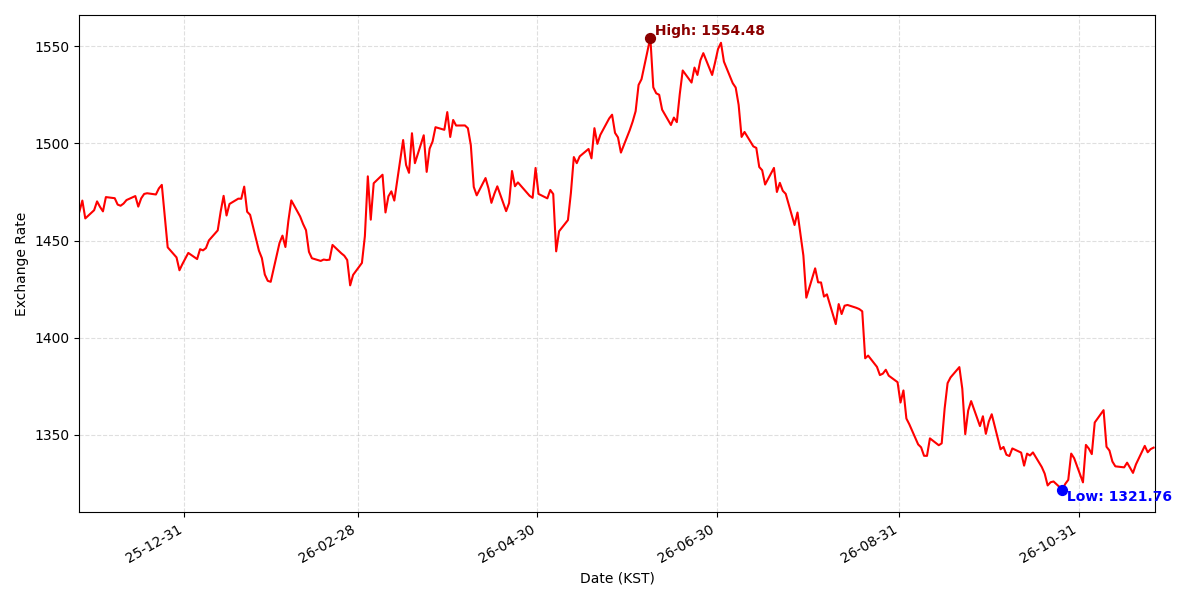 High: 1554.48
1550
1500
1450
1400
1350
Exchange Rate
Low: 1321.76
25-12-31
26-02-28
26-04-30
26-06-30
26-08-31
26-10-31
Date (KST)